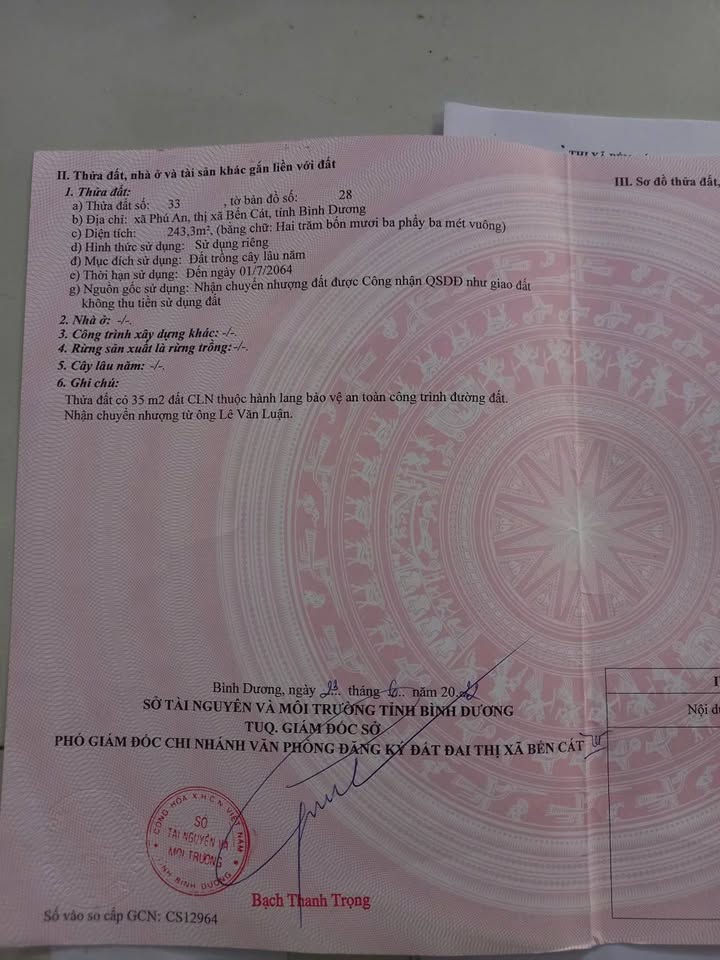 II. Thửa đất, nhà ở và tài sản khác gắn liền với đất
1. Thửa đất:
a) Thửa đất số: 33 , tờ bản đồ số: 28
b) Địa chỉ: xã Phú An, thị xã Bến Cát, tỉnh Bình Dương
c) Diện tích: 243,3m², (bằng chữ: Hai trăm bốn mươi ba phẩy ba mét vuông)
d) Hình thức sử dụng: Sử dụng riêng
đ) Mục đích sử dụng: Đất trồng cây lâu năm
e) Thời hạn sử dụng: Đến ngày 01/7/2064
g) Nguồn gốc sử dụng: Nhận chuyển nhượng đất được Công nhận QSDĐ như giao đất
không thu tiền sử dụng đất
2. Nhà ở: -/-.
3. Công trình xây dựng khác: -/-.
4. Rừng sản xuất là rừng trồng: -/-.
5. Cây lâu năm: -/-.
6. Ghi chú:
Thửa đất có 35 m2 đất CLN thuộc hành lang bảo vệ an toàn công trình đường đất.
Nhận chuyển nhượng từ ông Lê Văn Luận.
III. Sơ đồ thửa đất,
Bình Dương, ngày tháng 6 năm 20
SỞ TÀI NGUYÊN VÀ MÔI TRƯỜNG TỈNH BÌNH DƯƠNG
TUQ. GIÁM ĐỐC SỞ
PHÓ GIÁM ĐỐC CHI NHÁNH VĂN PHÒNG ĐĂNG KÝ ĐẤT ĐAI THỊ XÃ BẾN CÁT
CỘNG HÒA X.H.C.N VIỆT NAM
SỞ
TÀI NGUYÊN VÀ
MÔI TRƯỜNG
TỈNH BÌNH DƯƠNG
Bạch Thanh Trọng
Số vào sổ cấp GCN: CS12964
Nội